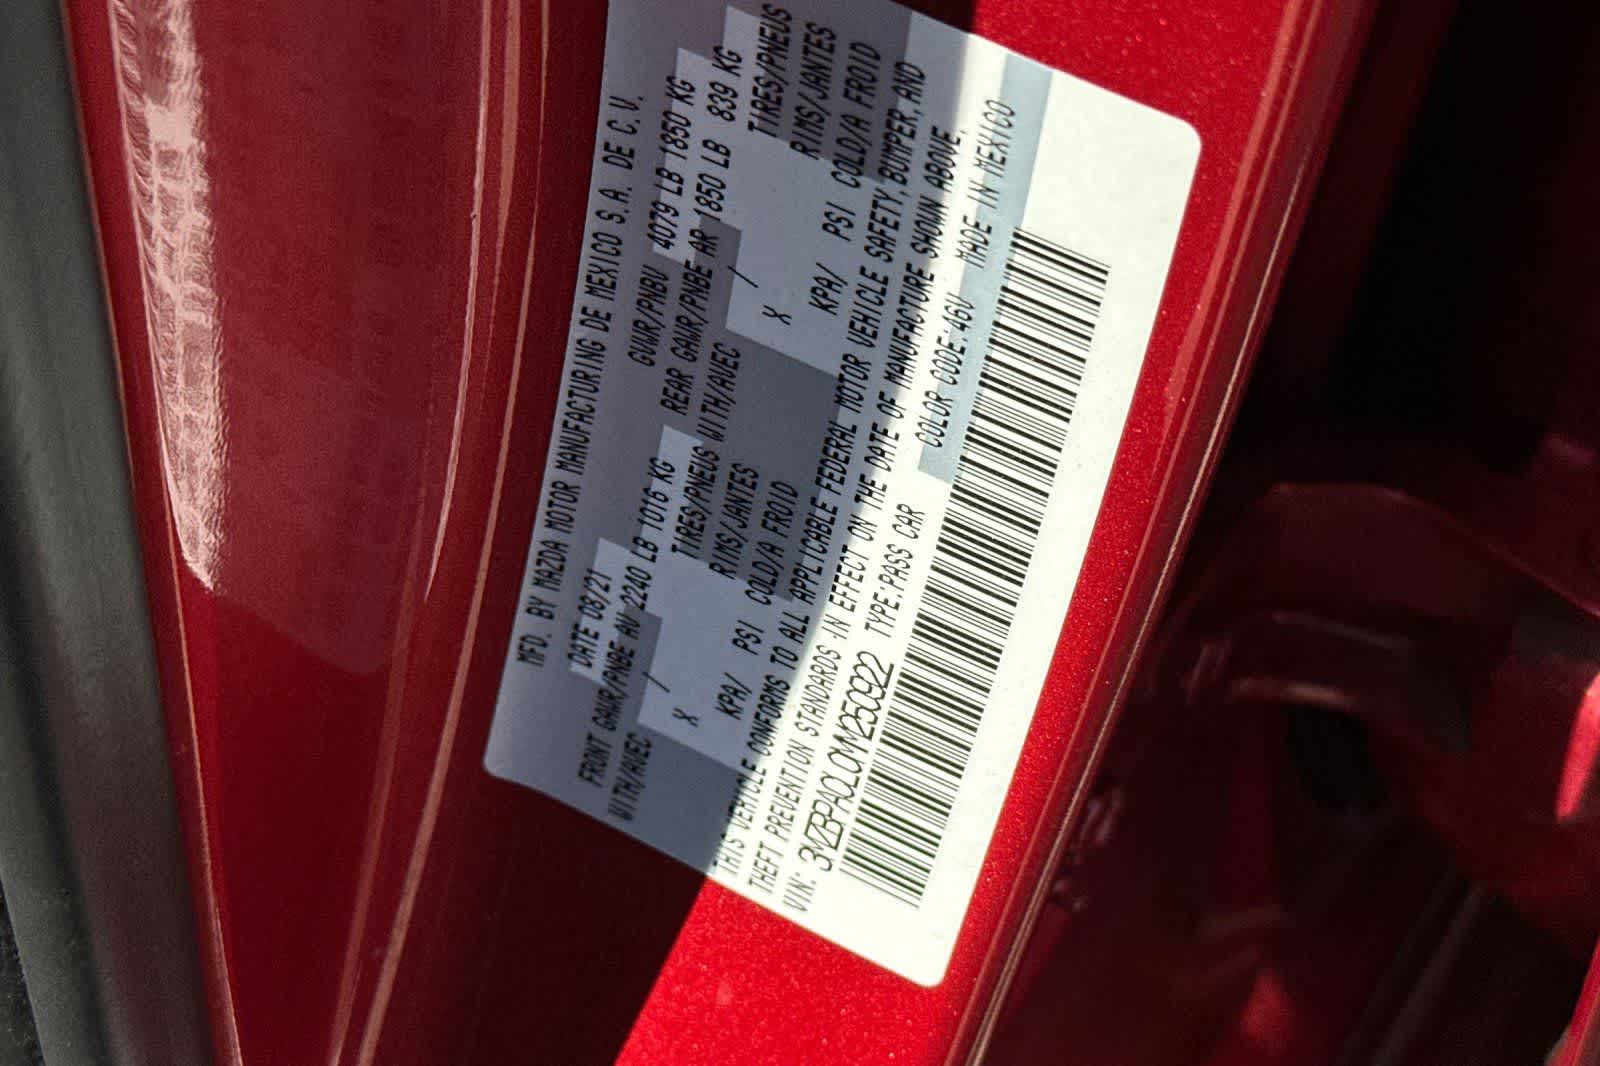 MFD. BY MAZDA MOTOR MANUFACTURING DE MEXICO S.A. DE C.V.
DATE 08/21 GVWR/PNBV 4079 LB 1850 KG
FRONT GAWR/PNBE AV 2240 LB 1016 KG REAR GAWR/PNBE AR 1850 LB 839 KG
WITH/AVEC / TIRES/PNEUS WITH/AVEC / TIRES/PNEUS
X RIMS/JANTES X RIMS/JANTES
KPA/ PSI COLD/A FROID KPA/ PSI COLD/A FROID
THIS VEHICLE CONFORMS TO ALL APPLICABLE FEDERAL MOTOR VEHICLE SAFETY, BUMPER, AND
THEFT PREVENTION STANDARDS IN EFFECT ON THE DATE OF MANUFACTURE SHOWN ABOVE.
VIN: 3MZBPACL0MM250922 TYPE:PASS CAR COLOR CODE:46V MADE IN MEXICO